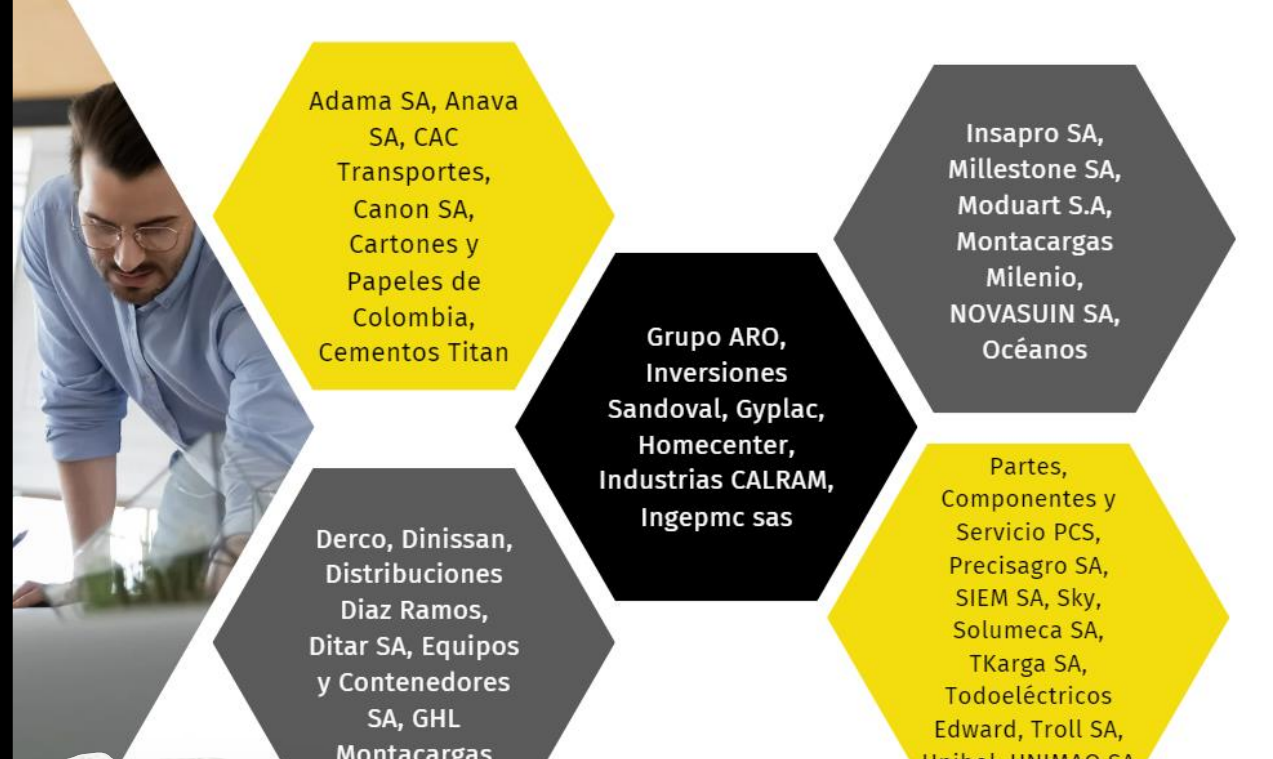 Adama SA, Anava
SA, CAC
Transportes,
Canon SA,
Cartones y
Papeles de
Colombia,
Cementos Titan
Derco, Dinissan,
Distribuciones
Diaz Ramos,
Ditar SA, Equipos
y Contenedores
SA, GHL
Montacargas
Grupo ARO,
Inversiones
Sandoval, Gyplac,
Homecenter,
Industrias CALRAM,
Ingepmc sas
Insapro SA,
Millestone SA,
Moduart S.A,
Montacargas
Milenio,
NOVASUIN SA,
Océanos
Partes,
Componentes y
Servicio PCS,
Precisagro SA,
SIEM SA, Sky,
Solumeca SA,
TKarga SA,
Todoeléctricos
Edward, Troll SA,
UNIMAQ SA